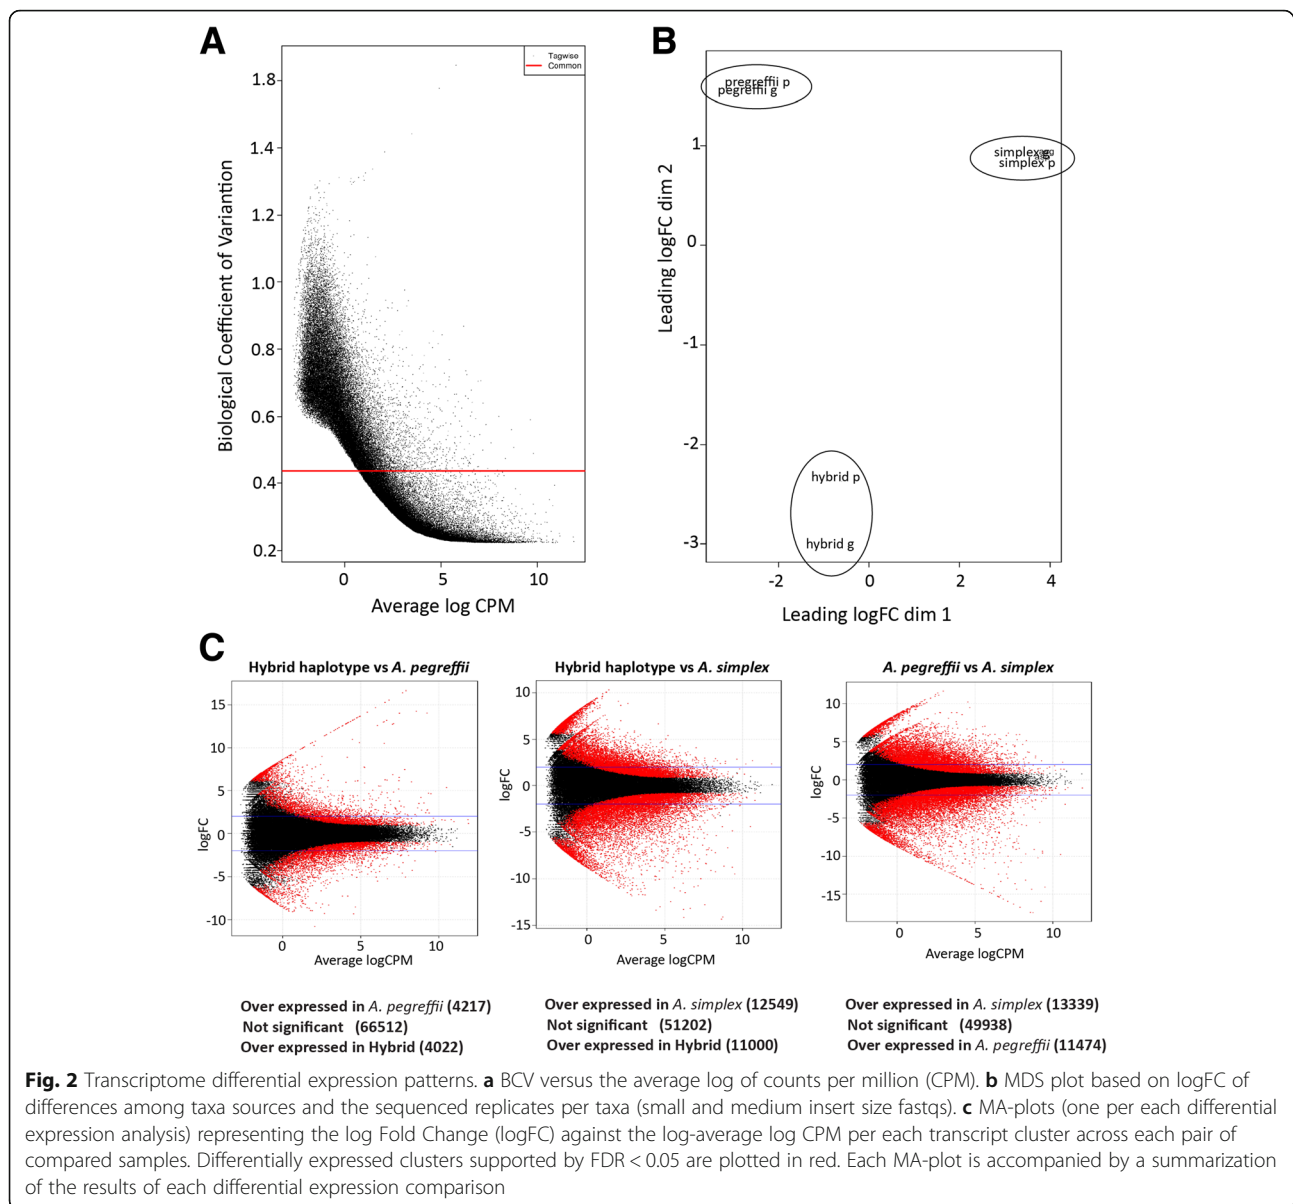 A
Tagwise
Common
1.8
1.4
1.2
1.0
0.8
0.6
0.4
0.2
Biological Coefficient of Variantion
0
5
10
Average log CPM
B
pregreffii p
pegreffii g
simplex g
simplex p
hybrid p
hybrid g
1
0
-1
-2
-3
Leading logFC dim 2
-2
0
2
4
Leading logFC dim 1
C
Hybrid haplotype vs A. pegreffii
15
10
5
0
-5
-10
logFC
0
5
10
Average logCPM
Over expressed in A. pegreffii (4217)
Not significant (66512)
Over expressed in Hybrid (4022)
Hybrid haplotype vs A. simplex
10
5
0
-5
-10
-15
logFC
0
5
10
Average logCPM
Over expressed in A. simplex (12549)
Not significant (51202)
Over expressed in Hybrid (11000)
A. pegreffii vs A. simplex
10
5
0
-5
-10
-15
logFC
0
5
10
Average logCPM
Over expressed in A. simplex (13339)
Not significant (49938)
Over expressed in A. pegreffii (11474)
Fig. 2 Transcriptome differential expression patterns. a BCV versus the average log of counts per million (CPM). b MDS plot based on logFC of
differences among taxa sources and the sequenced replicates per taxa (small and medium insert size fastqs). c MA-plots (one per each differential
expression analysis) representing the log Fold Change (logFC) against the log-average log CPM per each transcript cluster across each pair of
compared samples. Differentially expressed clusters supported by FDR < 0.05 are plotted in red. Each MA-plot is accompanied by a summarization
of the results of each differential expression comparison